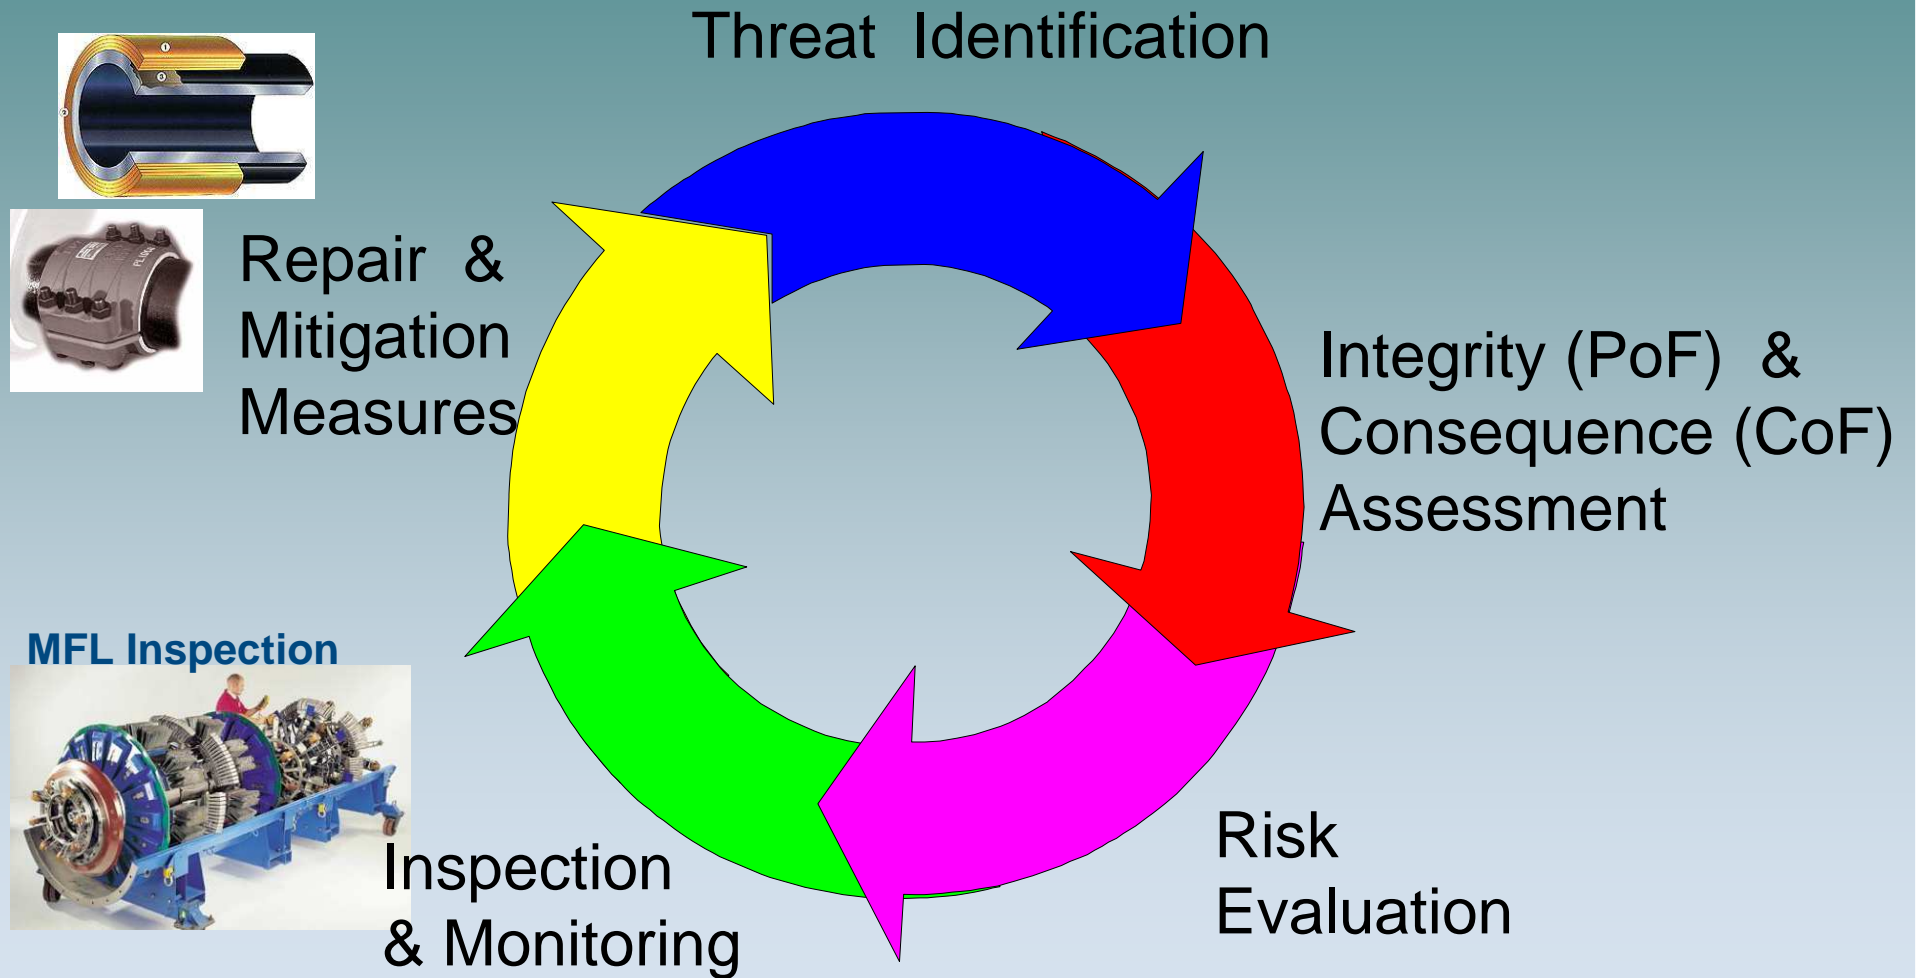 Threat Identification
Repair &
Mitigation
Measures
Integrity (PoF) &
Consequence (CoF)
Assessment
MFL Inspection
Inspection
& Monitoring
Risk
Evaluation